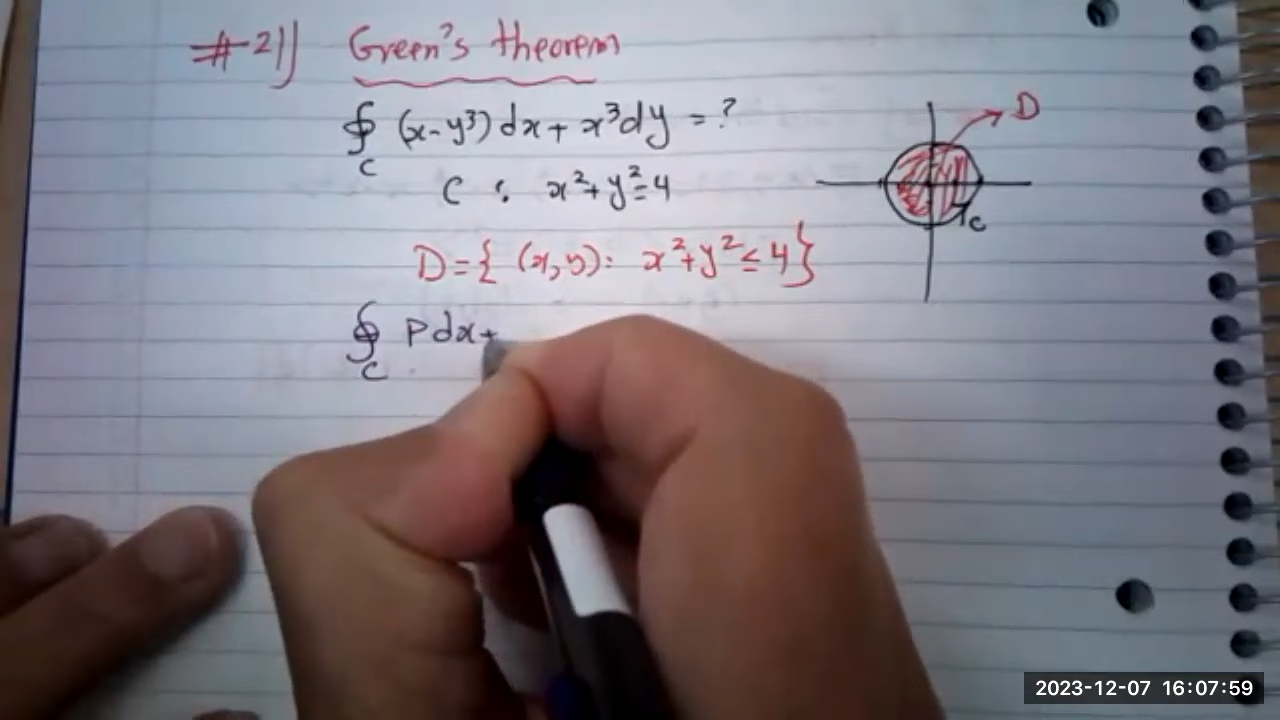 #2)) Green's theorem
∮_C (x-y³)dx + x³dy = ?
C : x²+y²=4
D={ (x,y): x²+y² ≤ 4}
∮_C Pdx+
D
C
2023-12-07 16:07:59